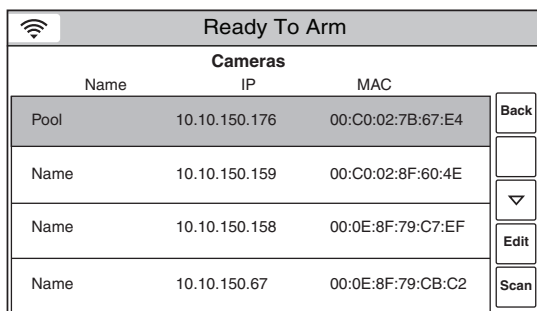 Ready To Arm
Cameras
Name IP MAC
Pool 10.10.150.176 00:C0:02:7B:67:E4
Back
Name 10.10.150.159 00:C0:02:8F:60:4E
Name 10.10.150.158 00:0E:8F:79:C7:EF
Edit
Name 10.10.150.67 00:0E:8F:79:CB:C2
Scan